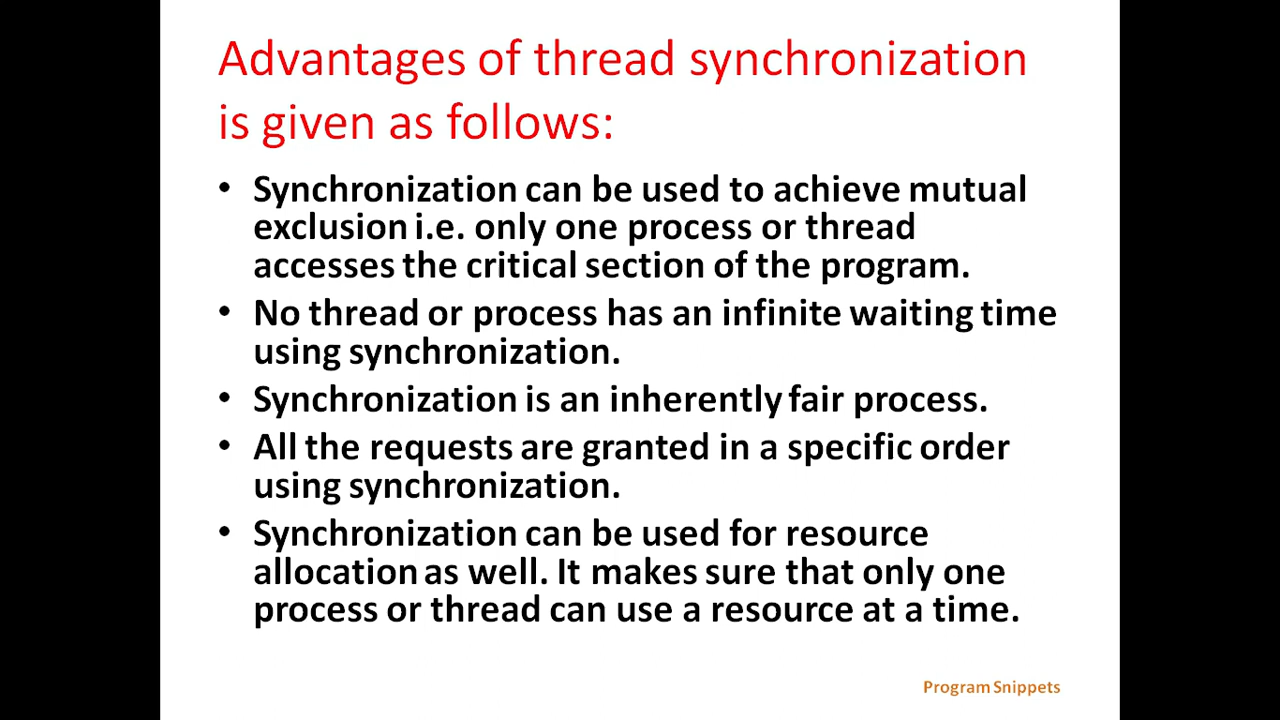 Advantages of thread synchronization
is given as follows:
• Synchronization can be used to achieve mutual
exclusion i.e. only one process or thread
accesses the critical section of the program.
• No thread or process has an infinite waiting time
using synchronization.
• Synchronization is an inherently fair process.
• All the requests are granted in a specific order
using synchronization.
• Synchronization can be used for resource
allocation as well. It makes sure that only one
process or thread can use a resource at a time.
Program Snippets